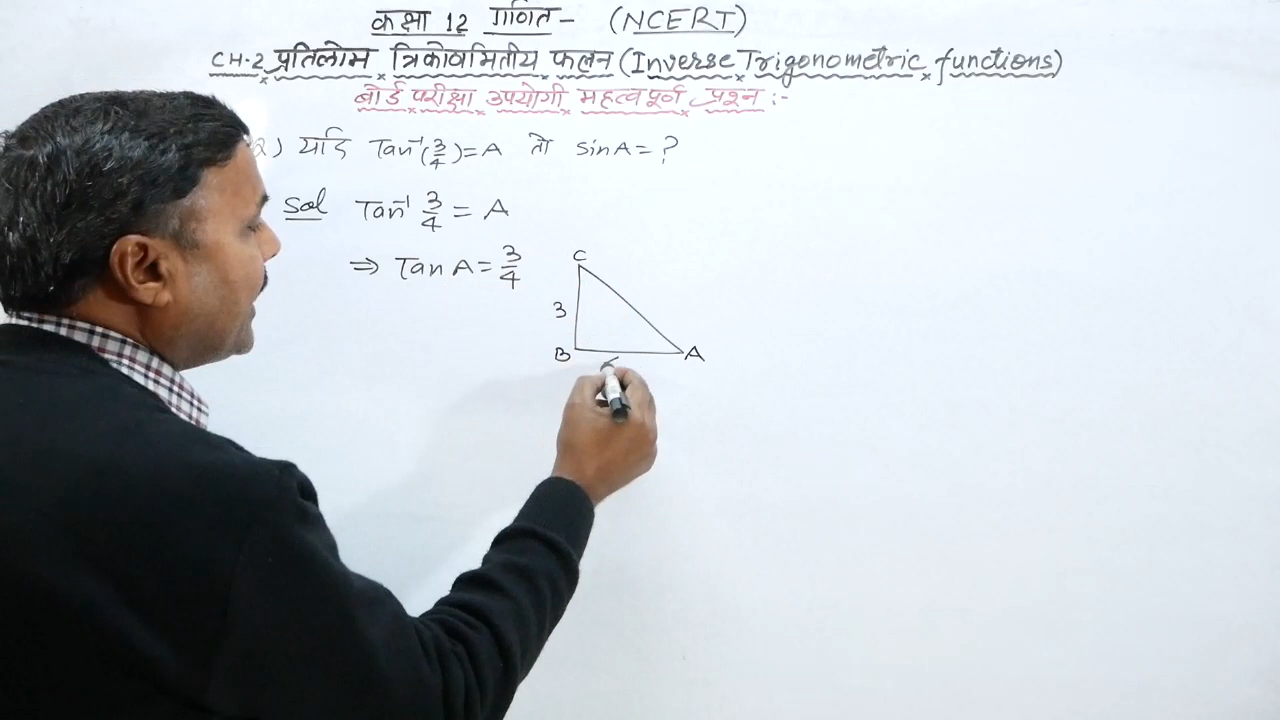 कक्षा 12 गणित - (NCERT)
CH-2 प्रतिलोम त्रिकोणमितीय फलन (Inverse Trigonometric functions)
बोर्ड परीक्षा उपयोगी महत्वपूर्ण प्रश्न :-
2) यदि Tan⁻¹(3/4) = A तो sinA = ?
Sol Tan⁻¹ 3/4 = A
⇒ Tan A = 3/4
C
3
B A